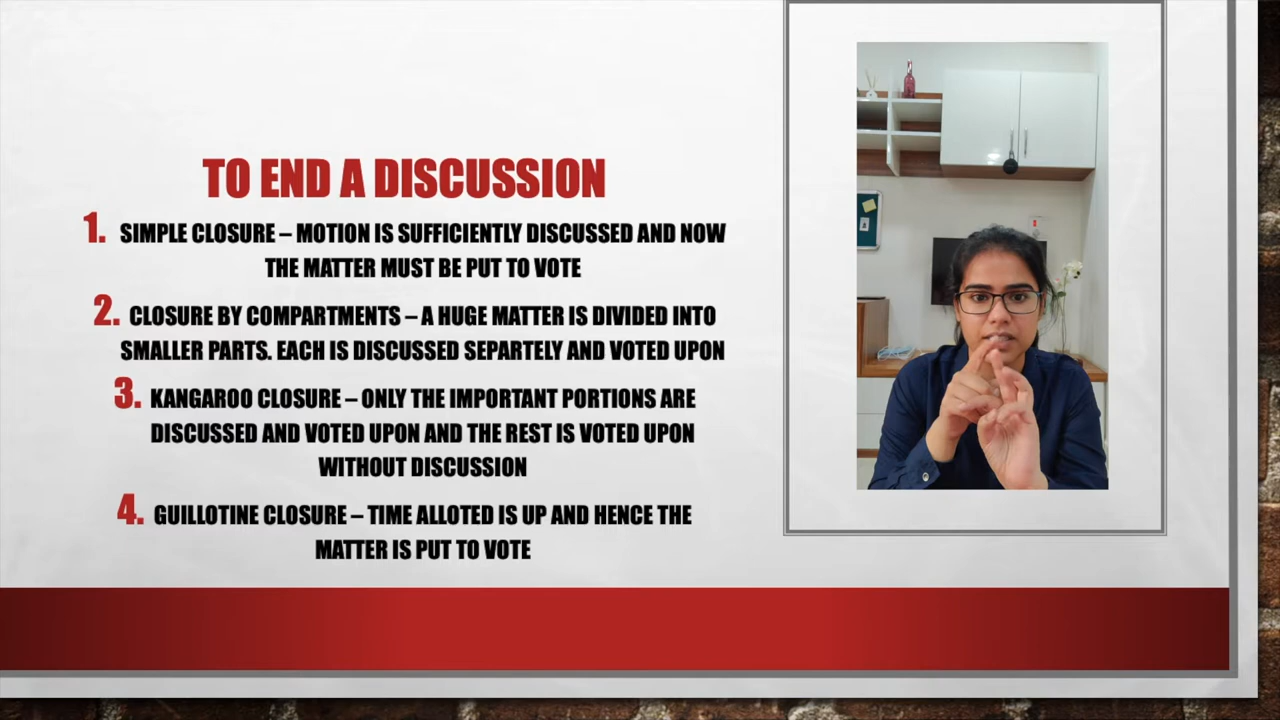 TO END A DISCUSSION
1. SIMPLE CLOSURE – MOTION IS SUFFICIENTLY DISCUSSED AND NOW
THE MATTER MUST BE PUT TO VOTE
2. CLOSURE BY COMPARTMENTS – A HUGE MATTER IS DIVIDED INTO
SMALLER PARTS. EACH IS DISCUSSED SEPARTELY AND VOTED UPON
3. KANGAROO CLOSURE – ONLY THE IMPORTANT PORTIONS ARE
DISCUSSED AND VOTED UPON AND THE REST IS VOTED UPON
WITHOUT DISCUSSION
4. GUILLOTINE CLOSURE – TIME ALLOTED IS UP AND HENCE THE
MATTER IS PUT TO VOTE